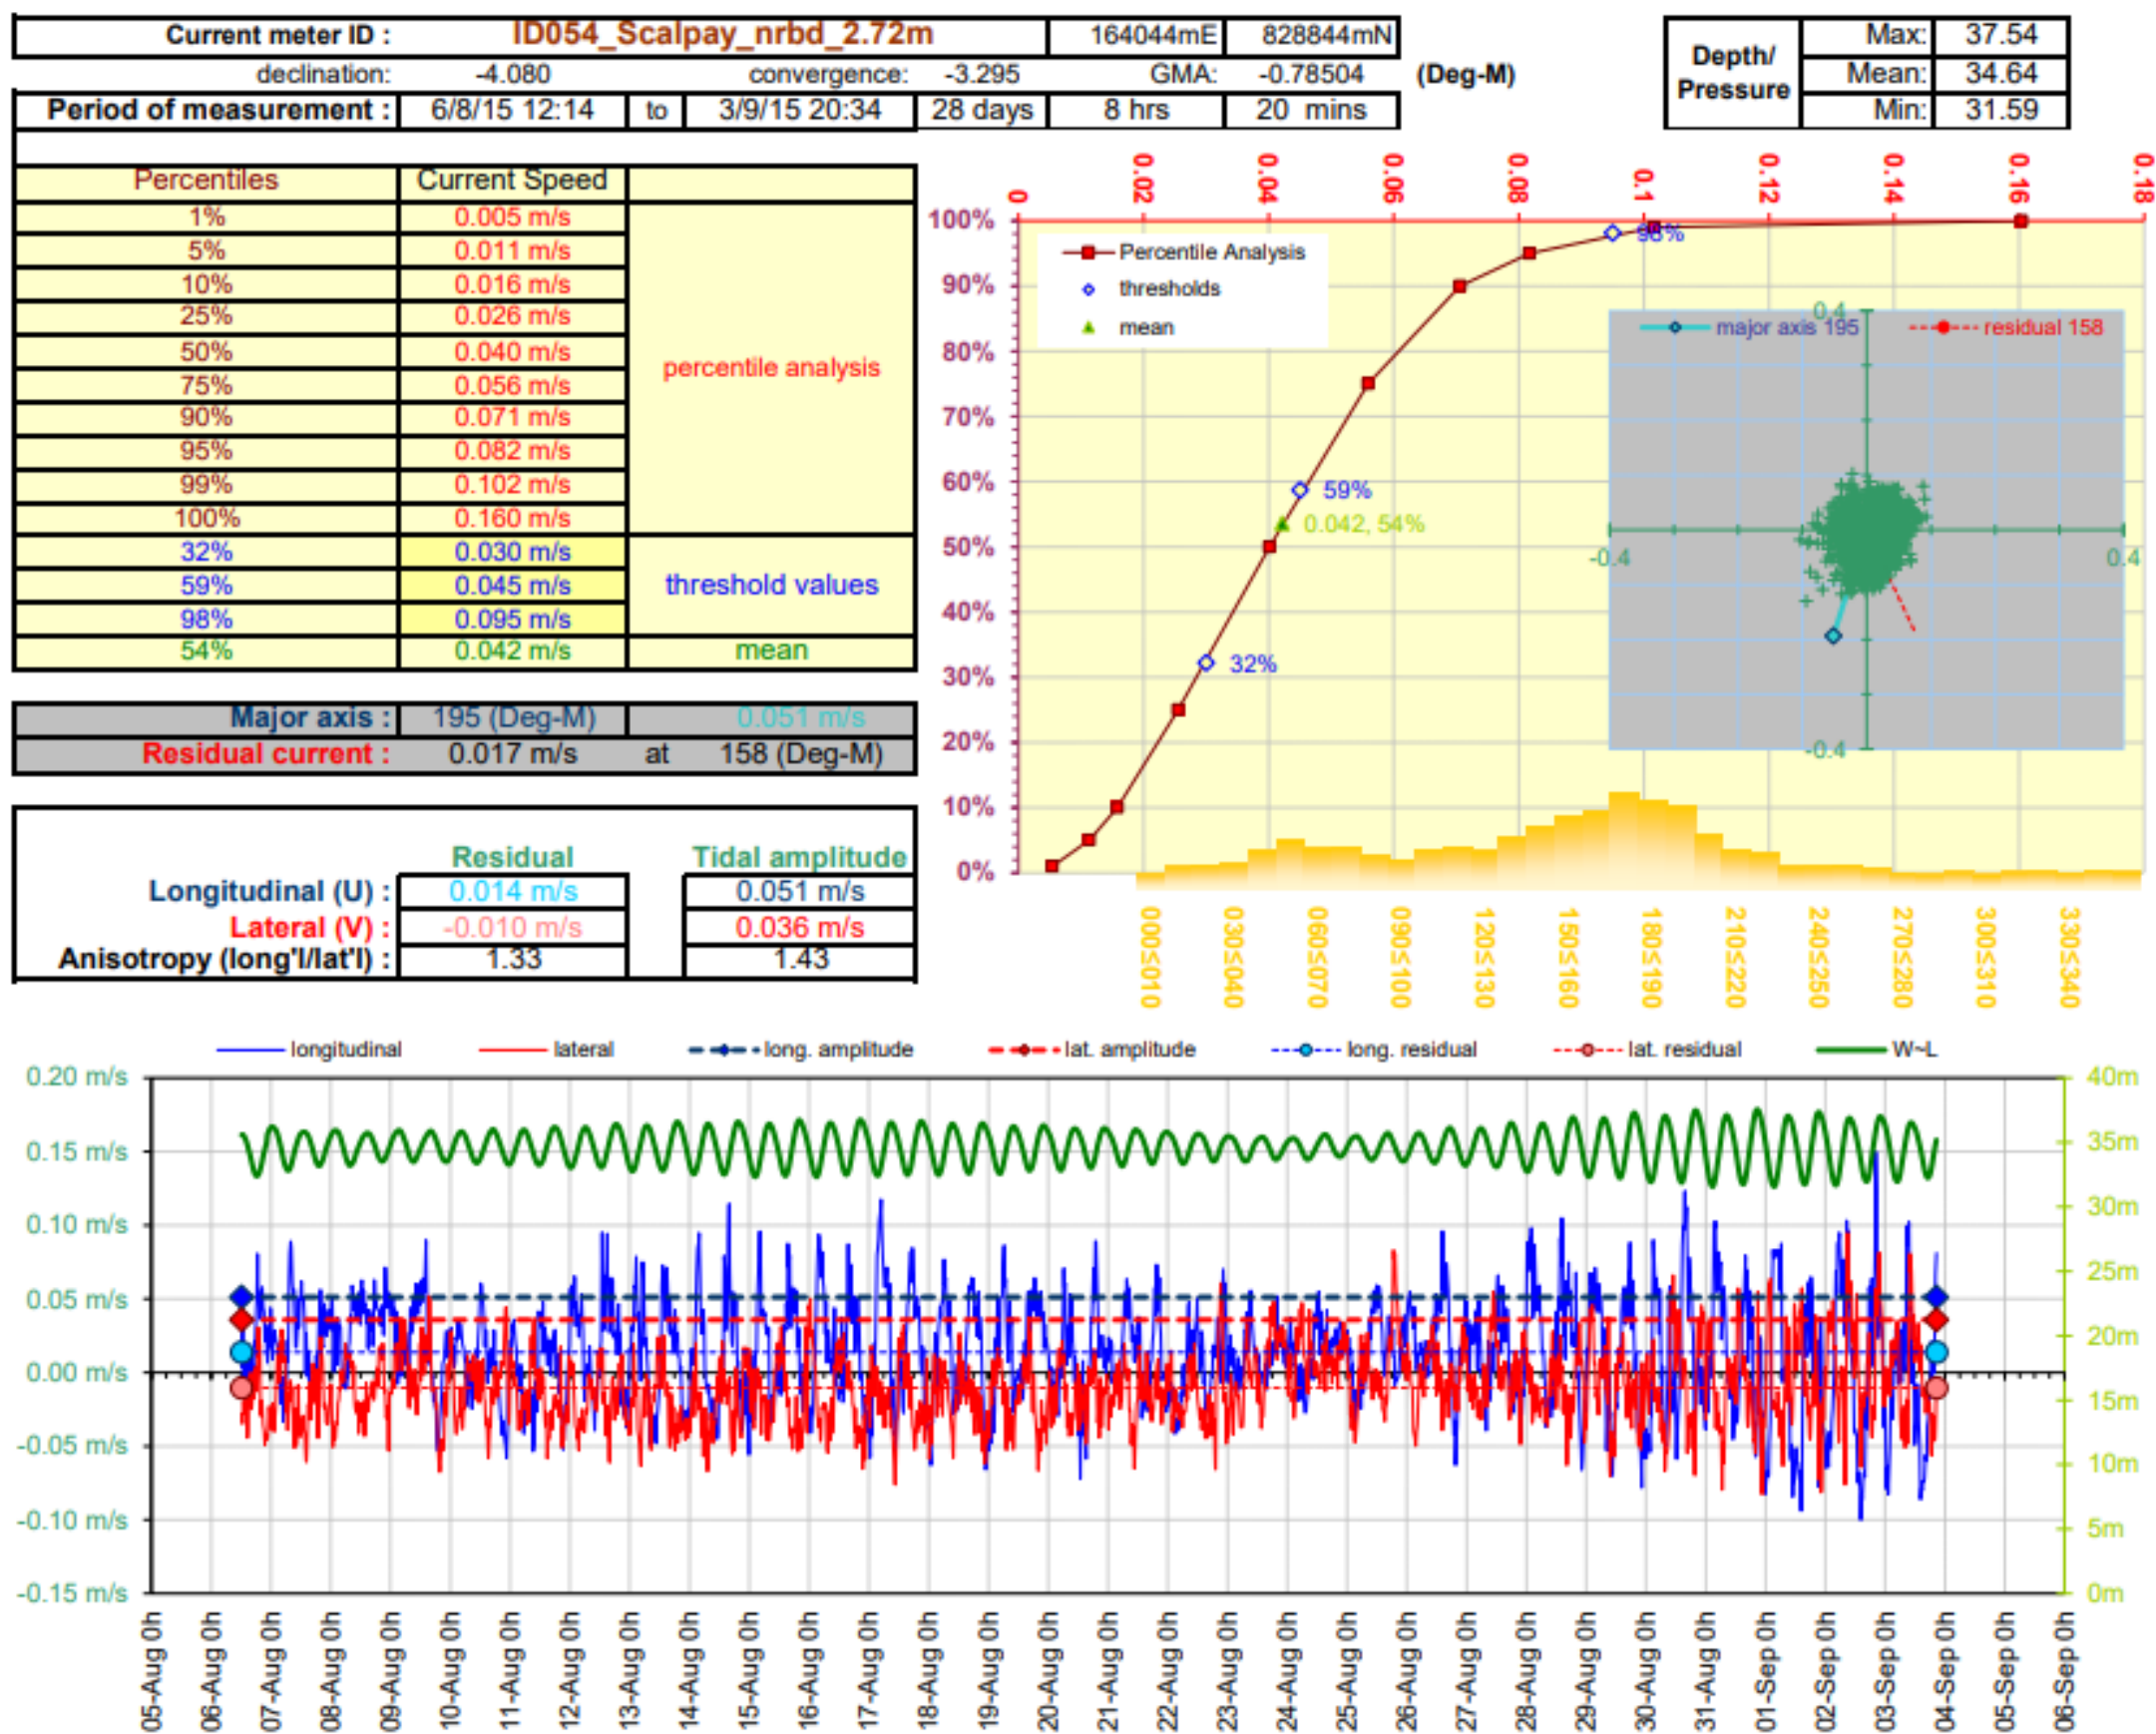 Current meter ID : ID054_Scalpay_nrbd_2.72m 164044mE 828844mN
declination: -4.080 convergence: -3.295 GMA: -0.78504 (Deg-M)
Period of measurement : 6/8/15 12:14 to 3/9/15 20:34 28 days 8 hrs 20 mins
Depth/ Pressure
Max: 37.54
Mean: 34.64
Min: 31.59
Percentiles Current Speed
1% 0.005 m/s
5% 0.011 m/s
10% 0.016 m/s
25% 0.026 m/s
50% 0.040 m/s
75% 0.056 m/s
90% 0.071 m/s
95% 0.082 m/s
99% 0.102 m/s
100% 0.160 m/s
percentile analysis
32% 0.030 m/s
59% 0.045 m/s
98% 0.095 m/s
threshold values
54% 0.042 m/s mean
Major axis : 195 (Deg-M) 0.051 m/s
Residual current : 0.017 m/s at 158 (Deg-M)
Residual Tidal amplitude
Longitudinal (U) : 0.014 m/s 0.051 m/s
Lateral (V) : -0.010 m/s 0.036 m/s
Anisotropy (long'l/lat'l) : 1.33 1.43
0 0.02 0.04 0.06 0.08 0.1 0.12 0.14 0.16 0.18
100%
90%
80%
70%
60%
50%
40%
30%
20%
10%
0%
Percentile Analysis
thresholds
mean
98%
59%
0.042, 54%
32%
0.4
major axis 195 residual 158
-0.4 0.4
-0.4
000≤010 030≤040 060≤070 090≤100 120≤130 150≤160 180≤190 210≤220 240≤250 270≤280 300≤310 330≤340
longitudinal lateral long. amplitude lat. amplitude long. residual lat. residual W~L
0.20 m/s
0.15 m/s
0.10 m/s
0.05 m/s
0.00 m/s
-0.05 m/s
-0.10 m/s
-0.15 m/s
40m
35m
30m
25m
20m
15m
10m
5m
0m
05-Aug 0h
06-Aug 0h
07-Aug 0h
08-Aug 0h
09-Aug 0h
10-Aug 0h
11-Aug 0h
12-Aug 0h
13-Aug 0h
14-Aug 0h
15-Aug 0h
16-Aug 0h
17-Aug 0h
18-Aug 0h
19-Aug 0h
20-Aug 0h
21-Aug 0h
22-Aug 0h
23-Aug 0h
24-Aug 0h
25-Aug 0h
26-Aug 0h
27-Aug 0h
28-Aug 0h
29-Aug 0h
30-Aug 0h
31-Aug 0h
01-Sep 0h
02-Sep 0h
03-Sep 0h
04-Sep 0h
05-Sep 0h
06-Sep 0h